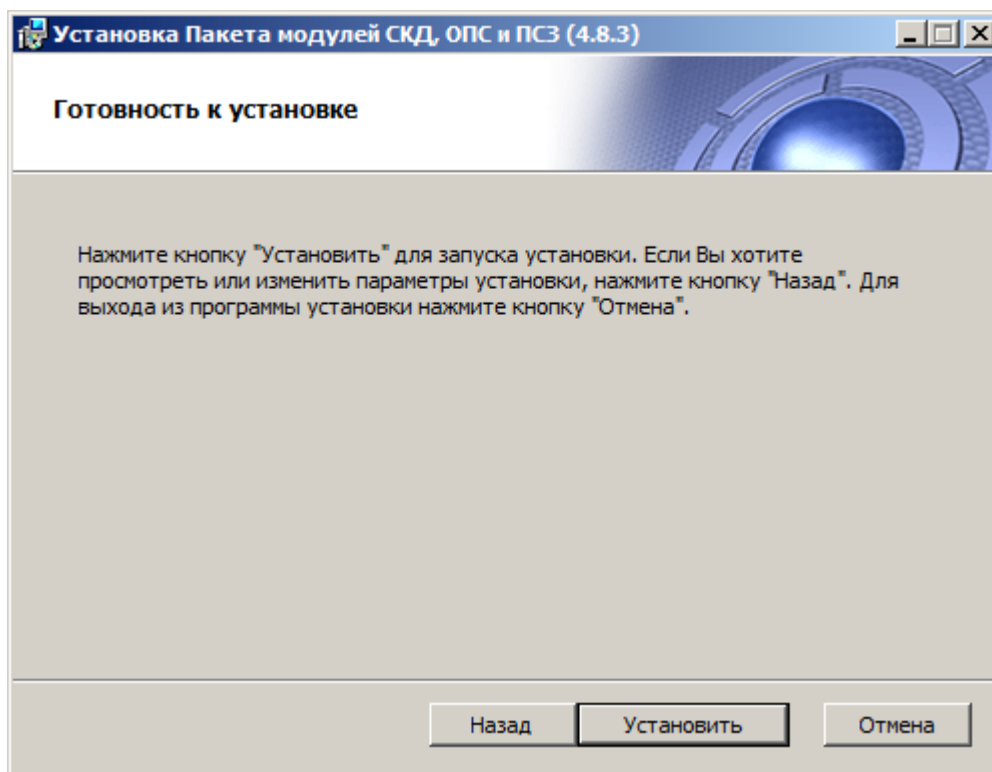 Установка Пакета модулей СКД, ОПС и ПСЗ (4.8.3)
Готовность к установке
Нажмите кнопку "Установить" для запуска установки. Если Вы хотите
просмотреть или изменить параметры установки, нажмите кнопку "Назад". Для
выхода из программы установки нажмите кнопку "Отмена".
Назад
Установить
Отмена